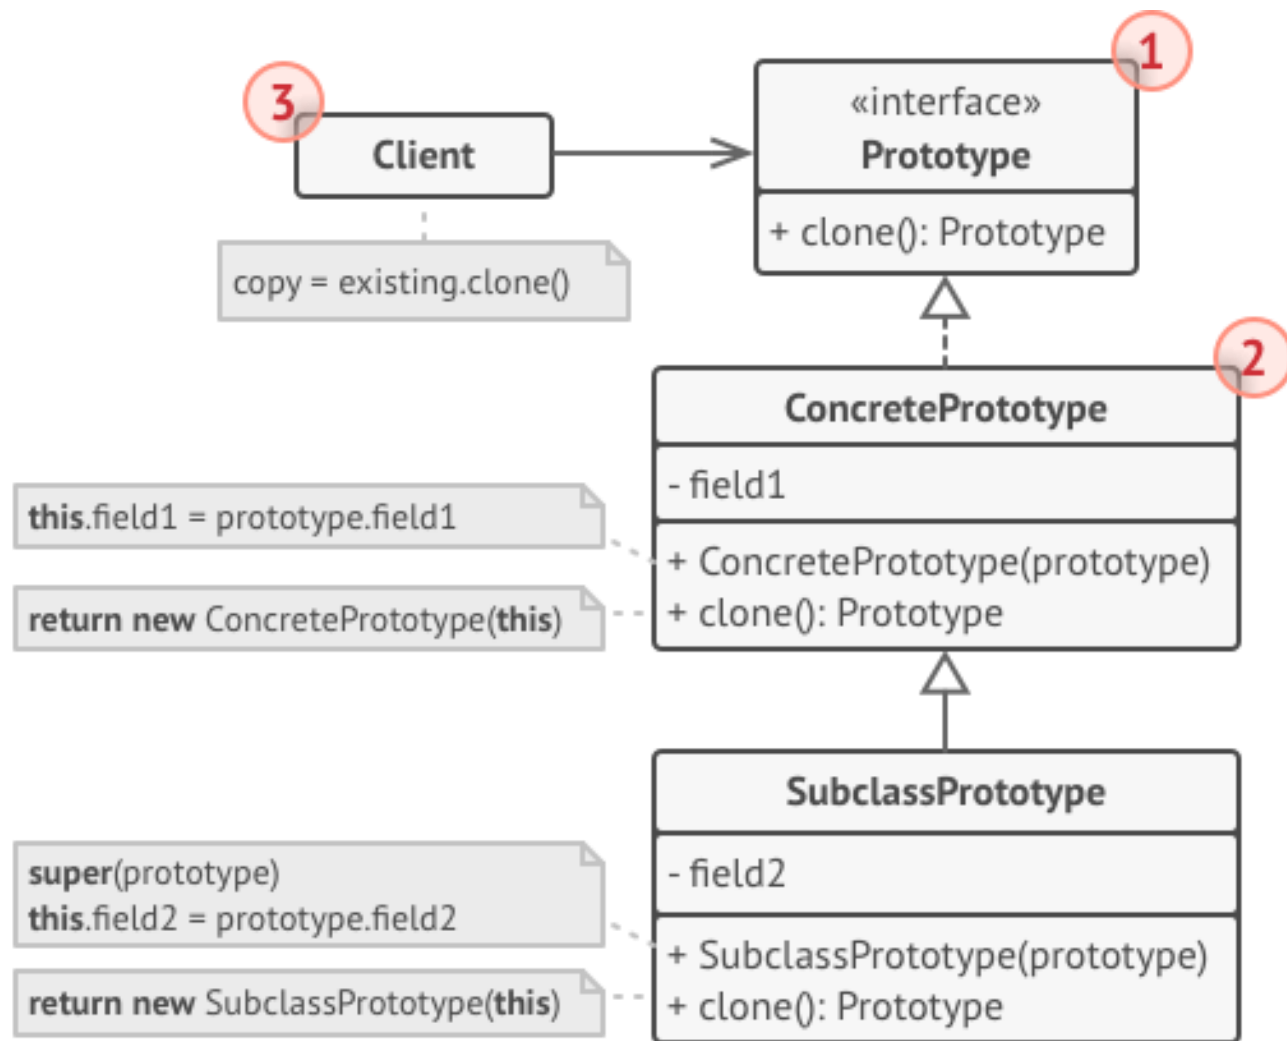 1
«interface»
Prototype
+ clone(): Prototype
3
Client
copy = existing.clone()
2
ConcretePrototype
- field1
+ ConcretePrototype(prototype)
+ clone(): Prototype
this.field1 = prototype.field1
return new ConcretePrototype(this)
SubclassPrototype
- field2
+ SubclassPrototype(prototype)
+ clone(): Prototype
super(prototype)
this.field2 = prototype.field2
return new SubclassPrototype(this)